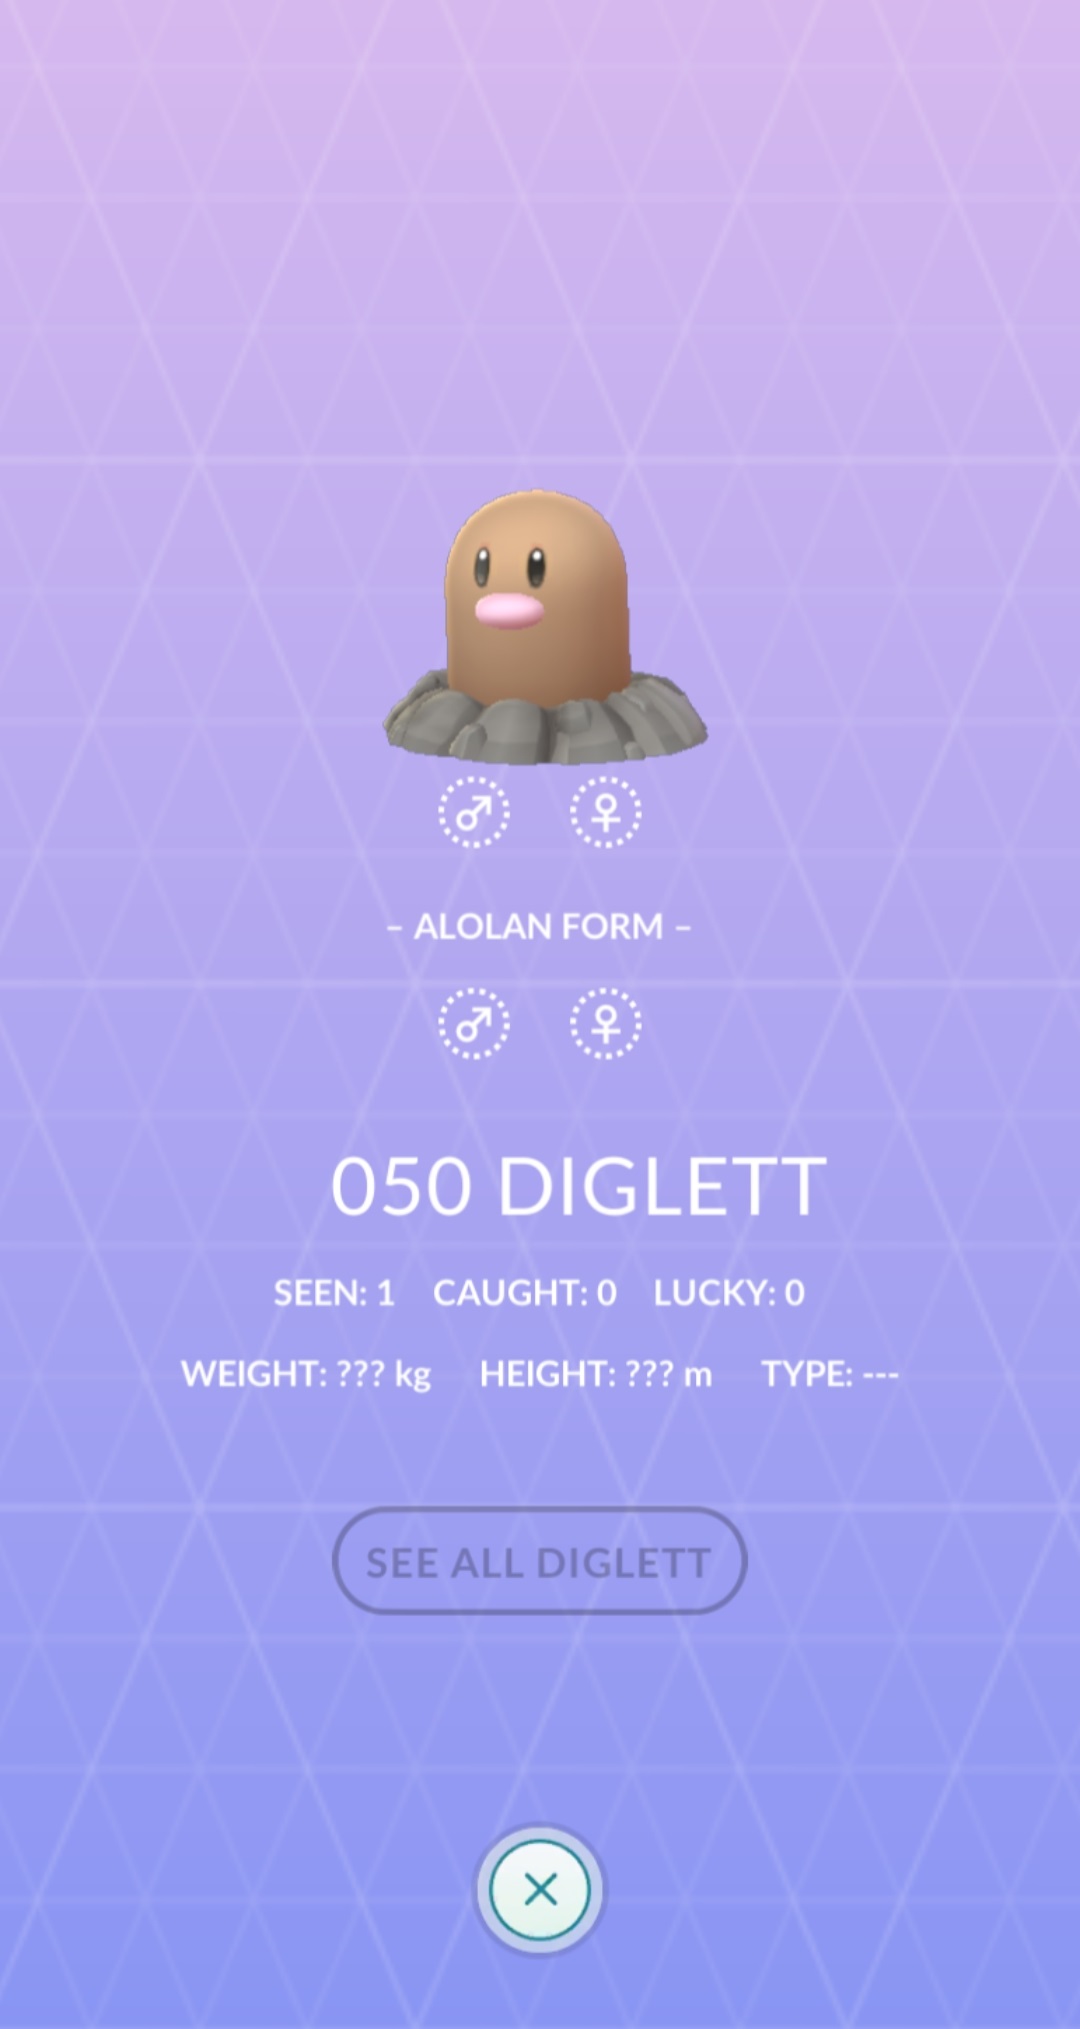 ♂ ♀
– ALOLAN FORM –
♂ ♀
050 DIGLETT
SEEN: 1 CAUGHT: 0 LUCKY: 0
WEIGHT: ??? kg HEIGHT: ??? m TYPE: ---
SEE ALL DIGLETT